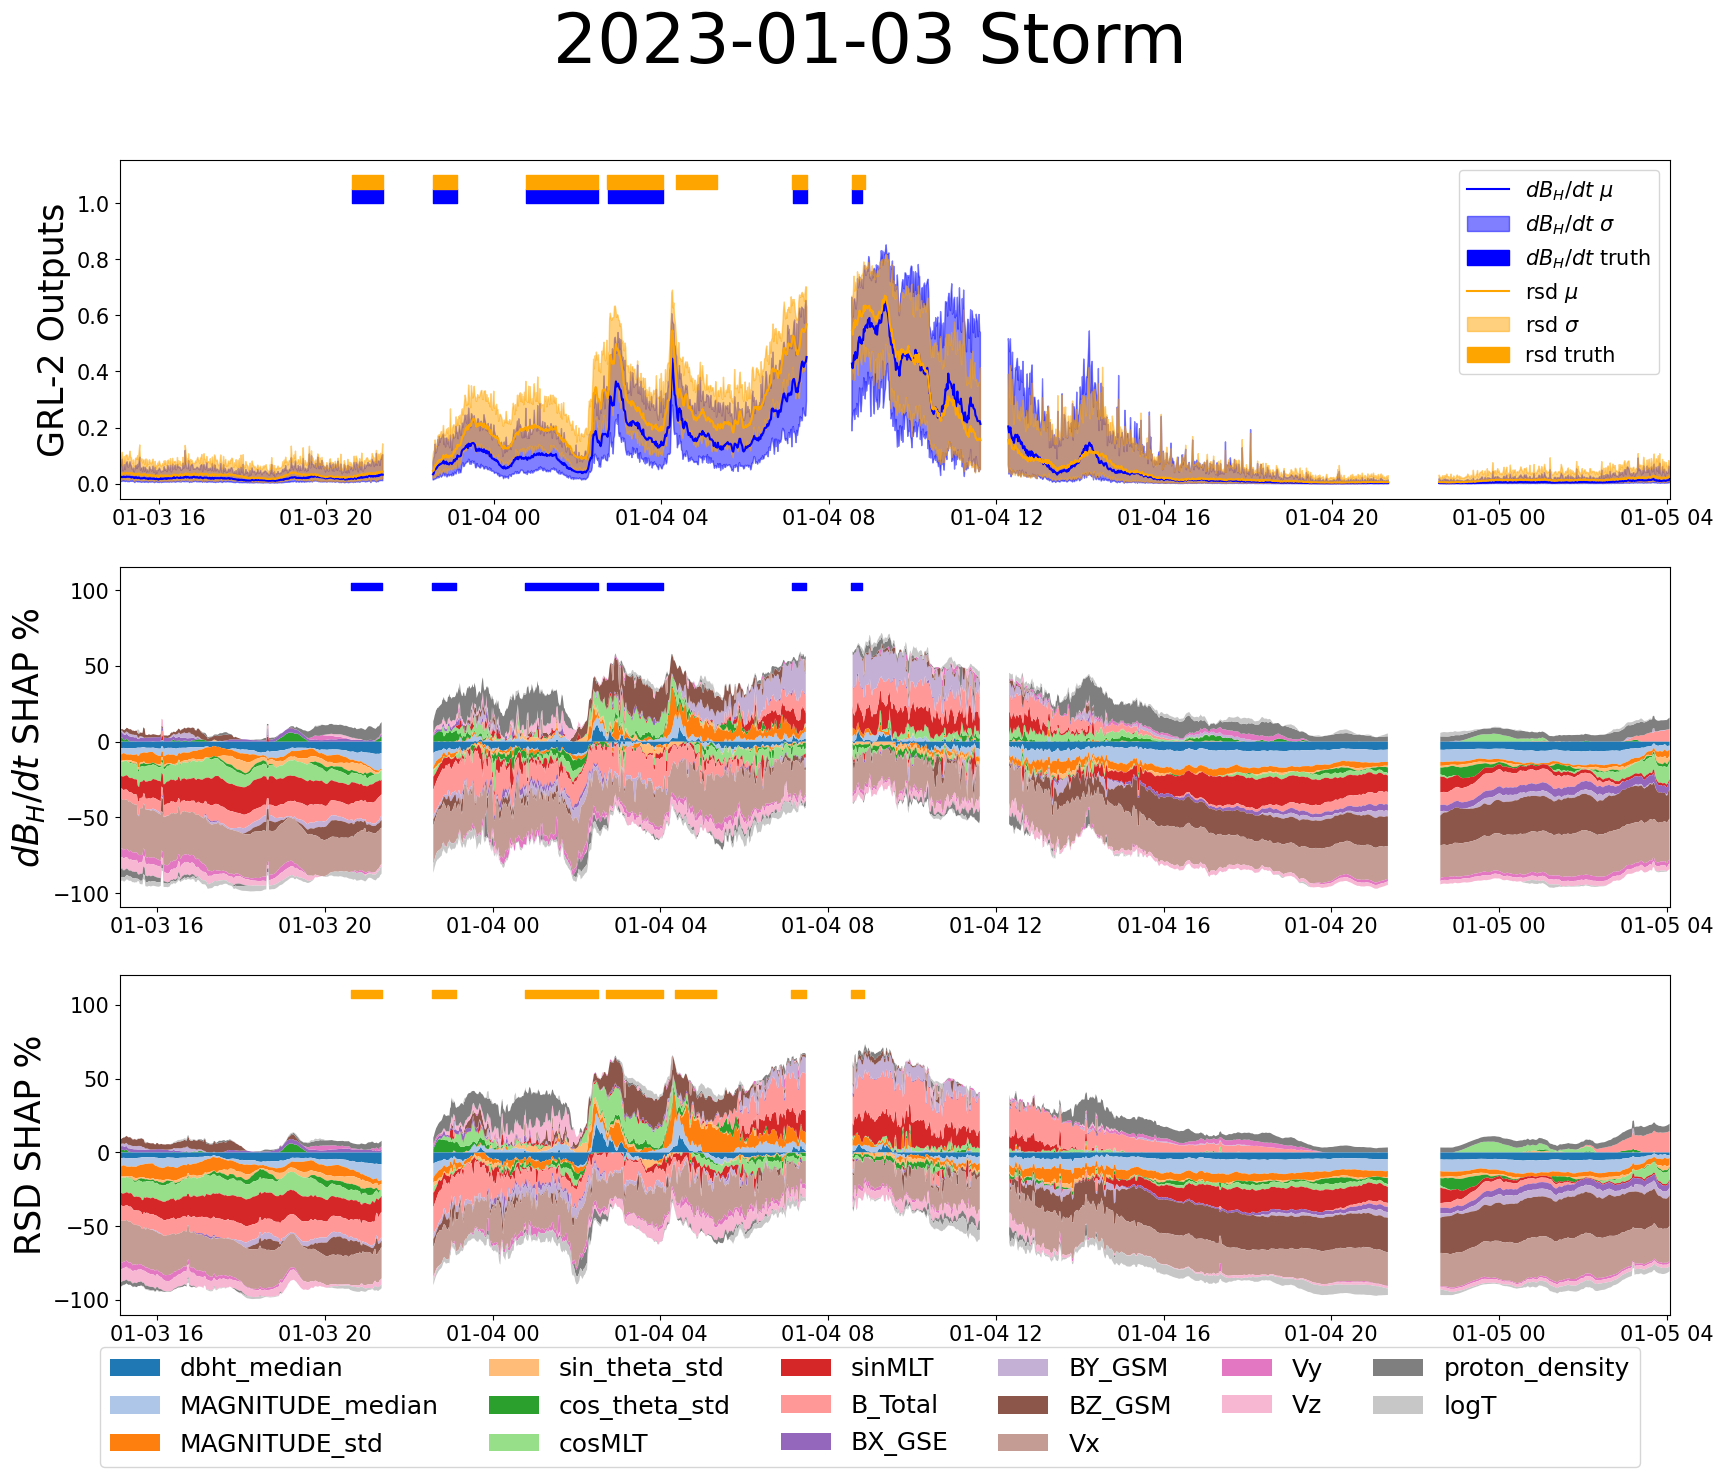 2023-01-03 Storm
GRL-2 Outputs
1.0
0.8
0.6
0.4
0.2
0.0
dB_H/dt μ
dB_H/dt σ
dB_H/dt truth
rsd μ
rsd σ
rsd truth
01-03 16 01-03 20 01-04 00 01-04 04 01-04 08 01-04 12 01-04 16 01-04 20 01-05 00 01-05 04
dB_H/dt SHAP %
100
50
0
−50
−100
01-03 16 01-03 20 01-04 00 01-04 04 01-04 08 01-04 12 01-04 16 01-04 20 01-05 00 01-05 04
RSD SHAP %
100
50
0
−50
−100
01-03 16 01-03 20 01-04 00 01-04 04 01-04 08 01-04 12 01-04 16 01-04 20 01-05 00 01-05 04
dbht_median sin_theta_std sinMLT BY_GSM Vy proton_density
MAGNITUDE_median cos_theta_std B_Total BZ_GSM Vz logT
MAGNITUDE_std cosMLT BX_GSE Vx